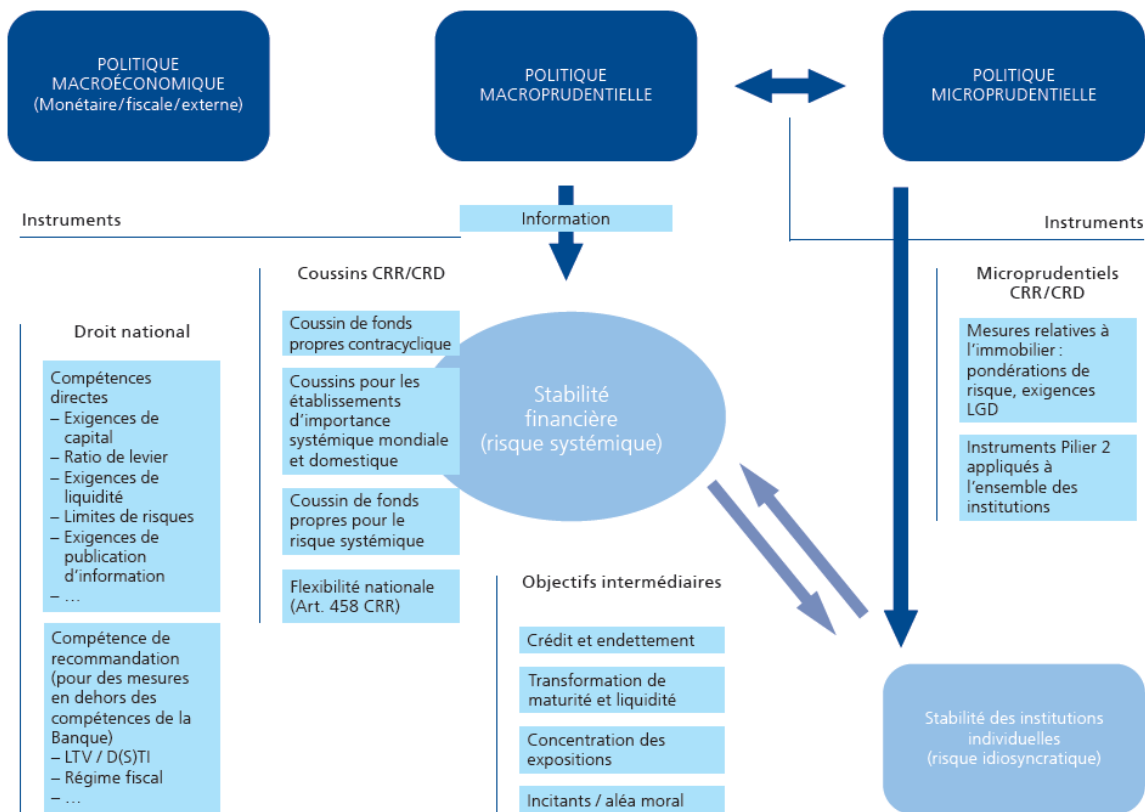 POLITIQUE
MACROÉCONOMIQUE
(Monétaire/fiscale/externe)
POLITIQUE
MACROPRUDENTIELLE
POLITIQUE
MICROPRUDENTIELLE
Instruments
Information
Instruments
Droit national
Compétences
directes
– Exigences de
capital
– Ratio de levier
– Exigences de
liquidité
– Limites de risques
– Exigences de
publication
d’information
– …
Compétence de
recommandation
(pour des mesures
en dehors des
compétences de la
Banque)
– LTV / D(S)TI
– Régime fiscal
– …
Coussins CRR/CRD
Coussin de fonds
propres contracyclique
Coussins pour les
établissements
d’importance
systémique mondiale
et domestique
Coussin de fonds
propres pour le
risque systémique
Flexibilité nationale
(Art. 458 CRR)
Stabilité
financière
(risque systémique)
Objectifs intermédiaires
Crédit et endettement
Transformation de
maturité et liquidité
Concentration des
expositions
Incitants / aléa moral
Microprudentiels
CRR/CRD
Mesures relatives à
l’immobilier :
pondérations de
risque, exigences
LGD
Instruments Pilier 2
appliqués à
l’ensemble des
institutions
Stabilité des institutions
individuelles
(risque idiosyncratique)